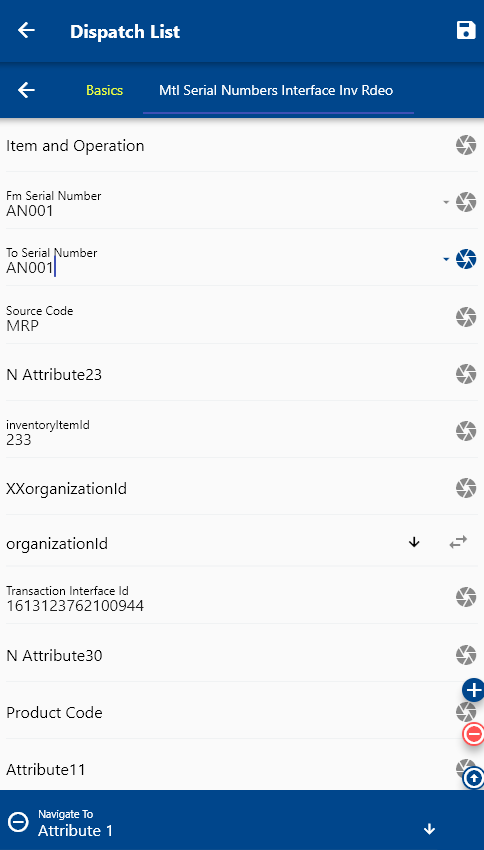 Dispatch List
Basics
Mtl Serial Numbers Interface Inv Rdeo
Item and Operation
Fm Serial Number
AN001
To Serial Number
AN001
Source Code
MRP
N Attribute23
inventoryItemId
233
XXorganizationId
organizationId
Transaction Interface Id
1613123762100944
N Attribute30
Product Code
Attribute11
Navigate To
Attribute 1